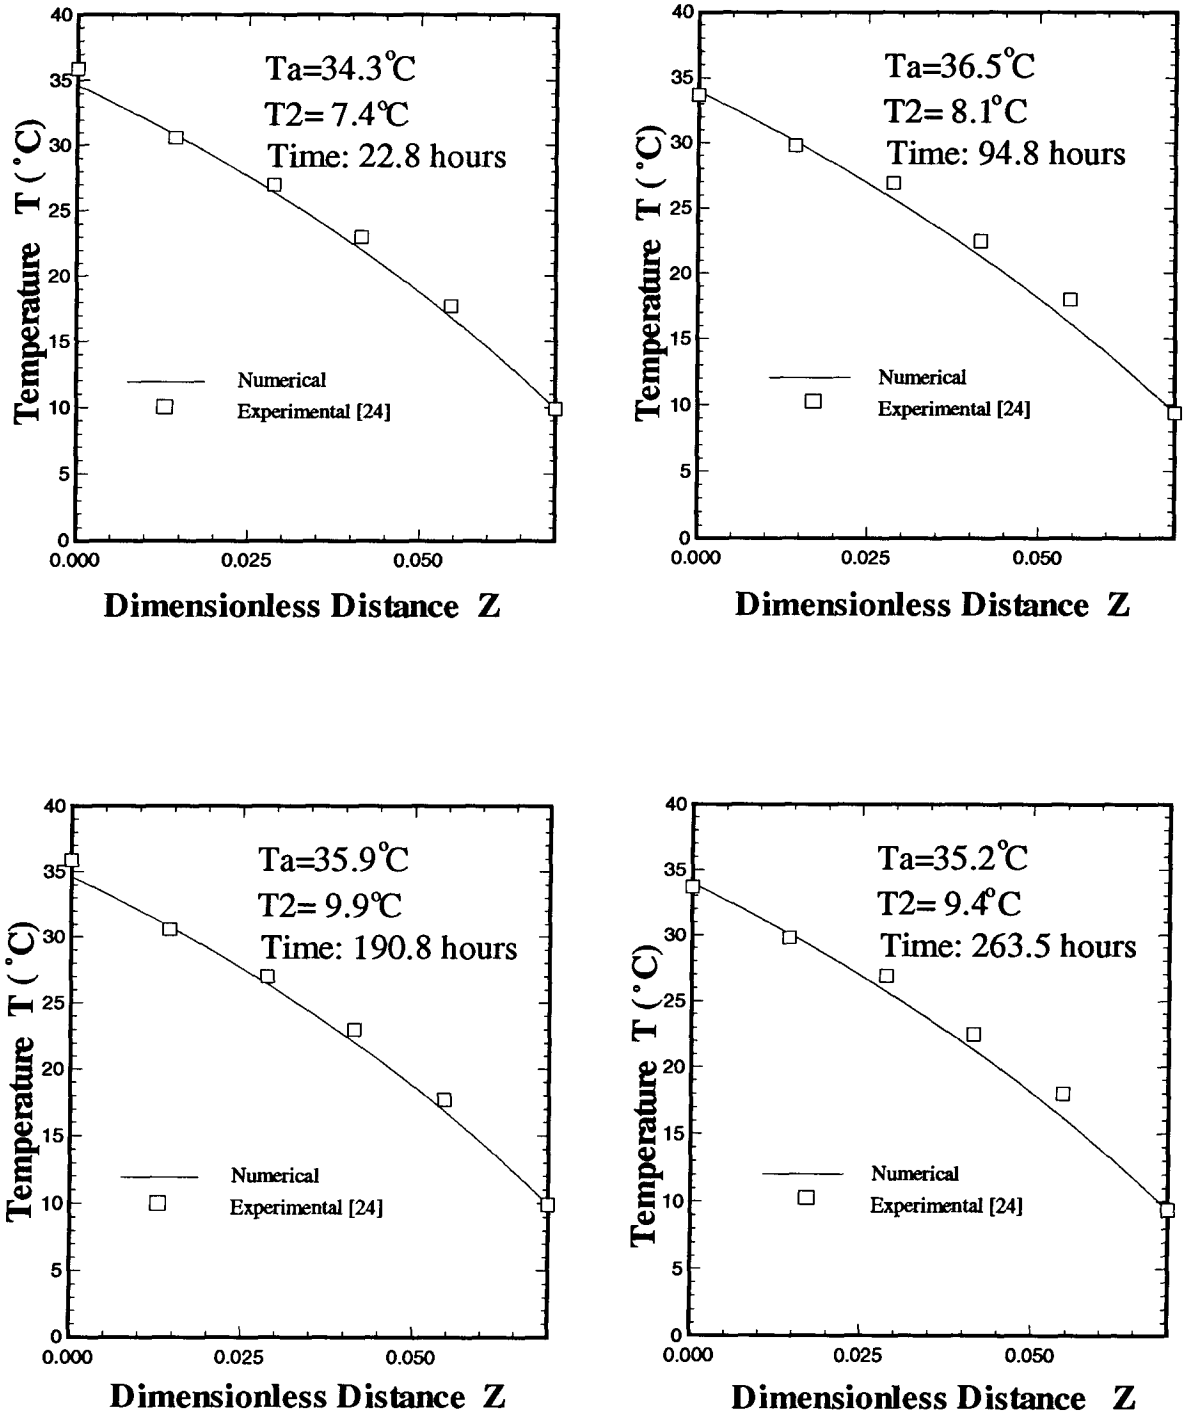 40
35
30
25
20
15
10
5
0
Temperature T ( °C)
Ta=34.3°C
T2= 7.4°C
Time: 22.8 hours
Numerical
Experimental [24]
0.000 0.025 0.050
Dimensionless Distance Z
40
35
30
25
20
15
10
5
0
Temperature T ( °C)
Ta=36.5°C
T2= 8.1°C
Time: 94.8 hours
Numerical
Experimental [24]
0.000 0.025 0.050
Dimensionless Distance Z
40
35
30
25
20
15
10
5
0
Temperature T ( °C)
Ta=35.9°C
T2= 9.9°C
Time: 190.8 hours
Numerical
Experimental [24]
0.000 0.025 0.050
Dimensionless Distance Z
40
35
30
25
20
15
10
5
0
Temperature T ( °C)
Ta=35.2°C
T2= 9.4°C
Time: 263.5 hours
Numerical
Experimental [24]
0.000 0.025 0.050
Dimensionless Distance Z